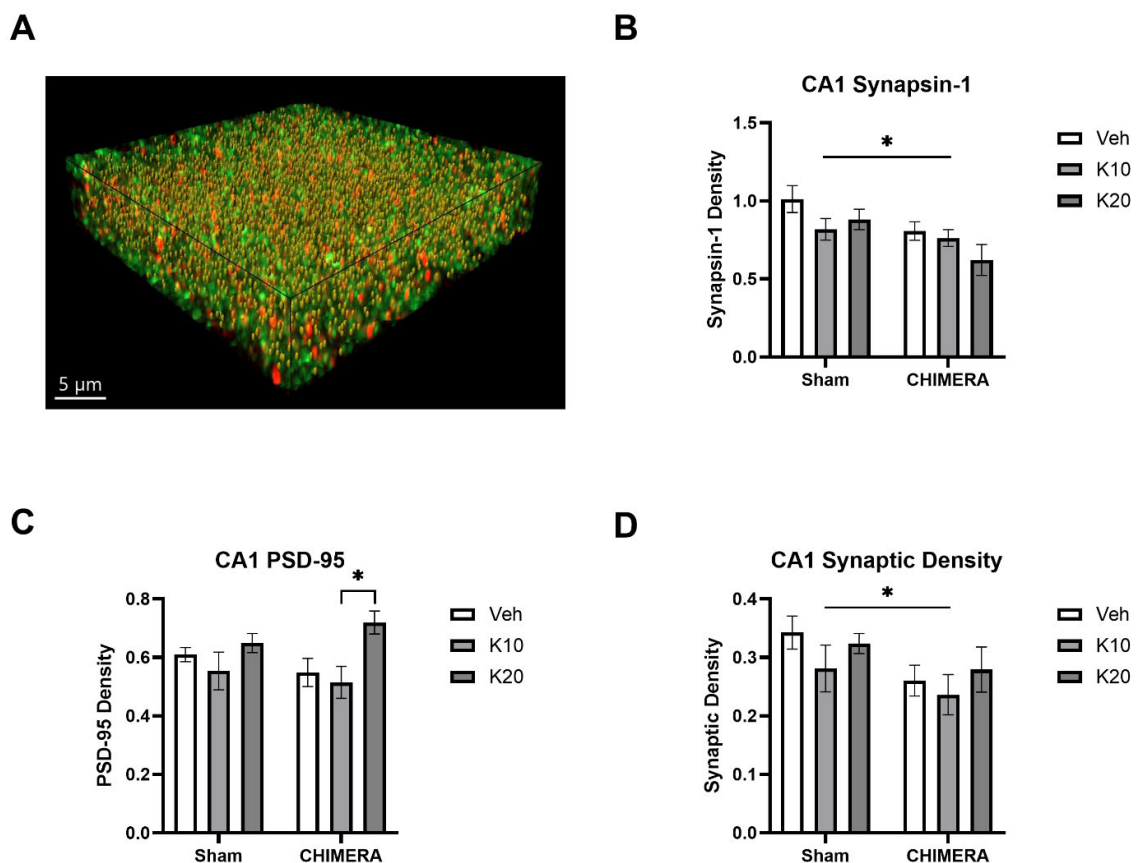 A
5 µm
B
CA1 Synapsin-1
Synapsin-1 Density
1.5
1.0
0.5
0.0
*
Sham
CHIMERA
Veh
K10
K20
C
CA1 PSD-95
PSD-95 Density
0.8
0.6
0.4
0.2
0.0
*
Sham
CHIMERA
Veh
K10
K20
D
CA1 Synaptic Density
Synaptic Density
0.4
0.3
0.2
0.1
0.0
*
Sham
CHIMERA
Veh
K10
K20